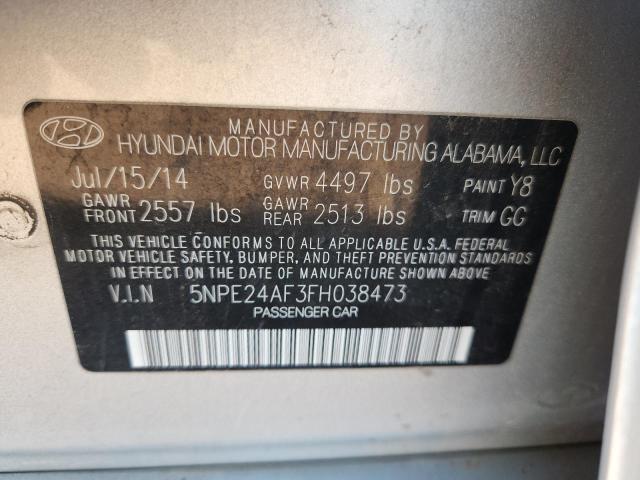 MANUFACTURED BY
HYUNDAI MOTOR MANUFACTURING ALABAMA, LLC
Jul/15/14 GVWR 4497 lbs PAINT Y8
GAWR FRONT 2557 lbs GAWR REAR 2513 lbs TRIM GG
THIS VEHICLE CONFORMS TO ALL APPLICABLE U.S.A. FEDERAL
MOTOR VEHICLE SAFETY, BUMPER, AND THEFT PREVENTION STANDARDS
IN EFFECT ON THE DATE OF MANUFACTURE SHOWN ABOVE.
V.I.N 5NPE24AF3FH038473
PASSENGER CAR